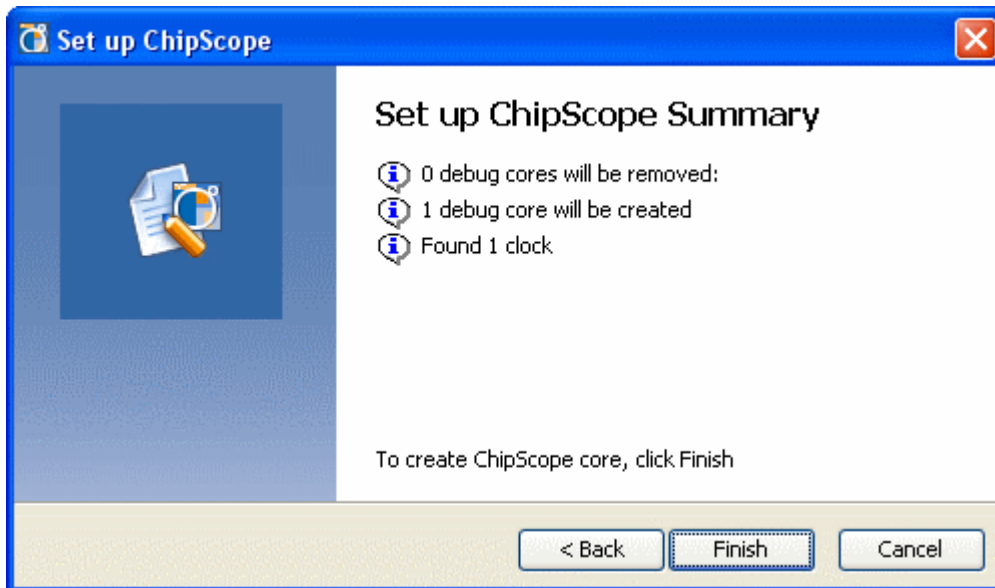 Set up ChipScope
Set up ChipScope Summary
0 debug cores will be removed:
1 debug core will be created
Found 1 clock
To create ChipScope core, click Finish
< Back
Finish
Cancel